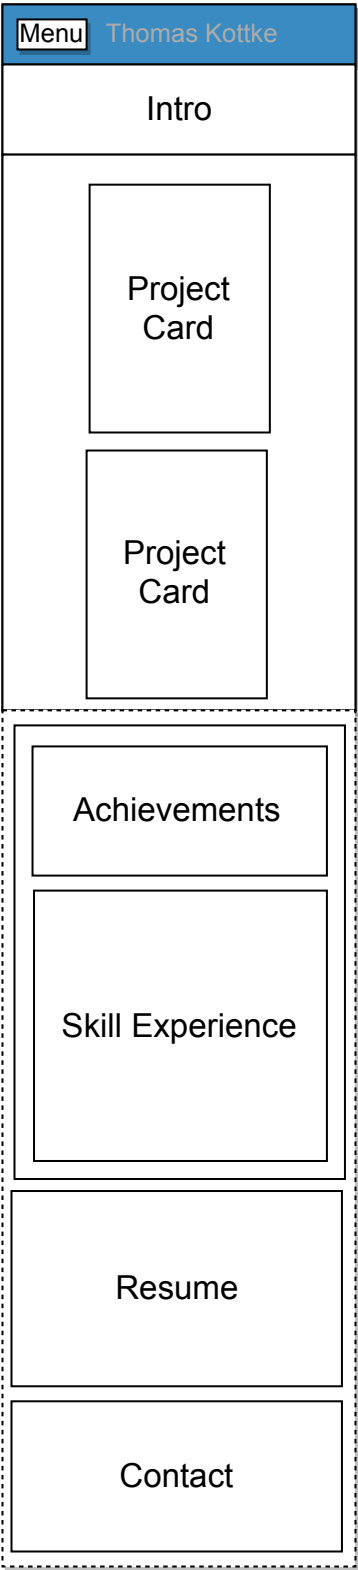 Menu Thomas Kottke
Intro
Project
Card
Project
Card
Achievements
Skill Experience
Resume
Contact